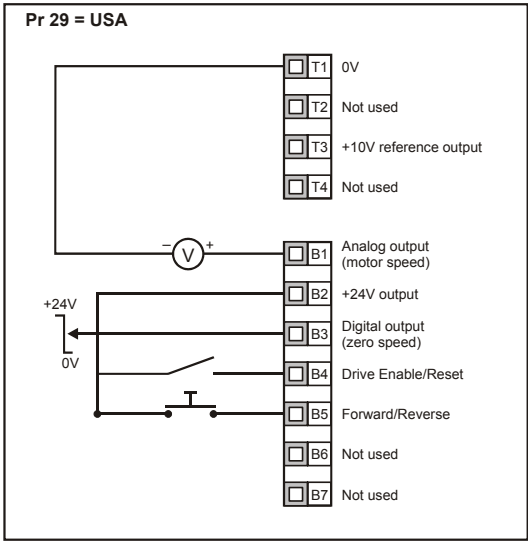 Pr 29 = USA
T1 0V
T2 Not used
T3 +10V reference output
T4 Not used
− V +
B1 Analog output
(motor speed)
B2 +24V output
+24V
B3 Digital output
(zero speed)
0V
B4 Drive Enable/Reset
B5 Forward/Reverse
B6 Not used
B7 Not used